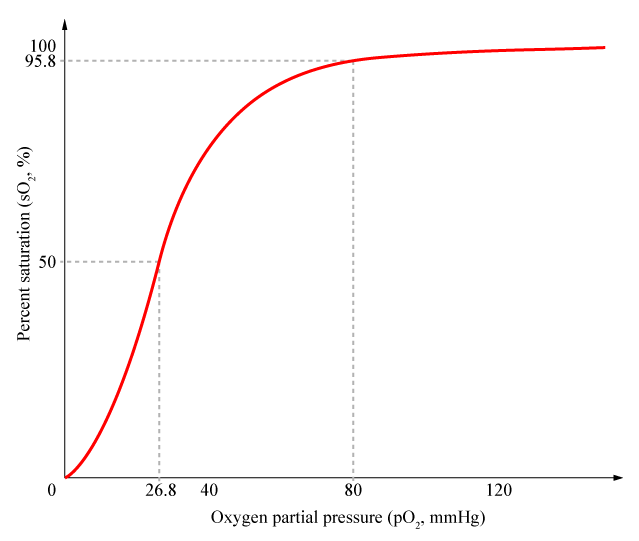 100
95.8
50
0
26.8 40 80 120
Percent saturation (sO₂, %)
Oxygen partial pressure (pO₂, mmHg)